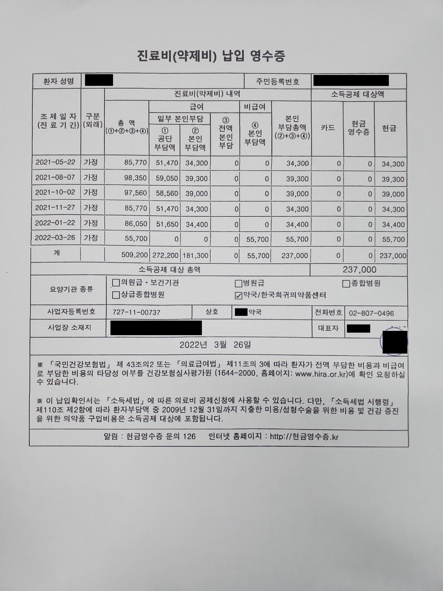 진료비(약제비) 납입 영수증
환자 성명 주민등록번호
조 제 일 자 (진 료 기 간) 구분 (외래) 진료비(약제비) 내역 소득공제 대상액
총 액 (①+②+③+④) 급여 비급여 본인 부담총액 (②+③+④) 카드 현금 영수증 현금
일부 본인부담 ③ 전액 본인 부담 ④ 본인 부담액
① 공단 부담액 ② 본인 부담액
2021-05-22 가정 85,770 51,470 34,300 0 0 34,300 0 0 34,300
2021-08-07 가정 98,350 59,050 39,300 0 0 39,300 0 0 39,300
2021-10-02 가정 97,560 58,560 39,000 0 0 39,000 0 0 39,000
2021-11-27 가정 85,770 51,470 34,300 0 0 34,300 0 0 34,300
2022-01-22 가정 86,050 51,650 34,400 0 0 34,400 0 0 34,400
2022-03-26 가정 55,700 0 0 0 55,700 55,700 0 0 55,700
계 509,200 272,200 181,300 0 55,700 237,000 0 0 237,000
소득공제 대상 총액 237,000
요양기관 종류 □의원급·보건기관 □병원급 □종합병원
□상급종합병원 ☑약국/한국희귀의약품센터
사업자등록번호 727-11-00737 상호 약국 전화번호 02-807-0496
사업장 소재지 대표자
2022년 3월 26일
※ 「국민건강보험법」 제 43조의2 또는 「의료급여법」 제11조의 3에 따라 환자가 전액 부담한 비용과 비급여
로 부담한 비용의 타당성 여부를 건강보험심사평가원 (1644-2000, 홈페이지: www.hira.or.kr)에 확인 요청하실
수 있습니다.
※ 이 납입확인서는 「소득세법」에 따른 의료비 공제신청에 사용할 수 있습니다. 다만, 「소득세법 시행령」
제110조 제2항에 따라 환자부담액 중 2009년 12월 31일까지 지출한 미용/성형수술을 위한 비용 및 건강 증진
을 위한 의약품 구입비용은 소득공제 대상에 포함됩니다.
알림 : 현금영수증 문의 126 인터넷 홈페이지 : http://현금영수증.kr